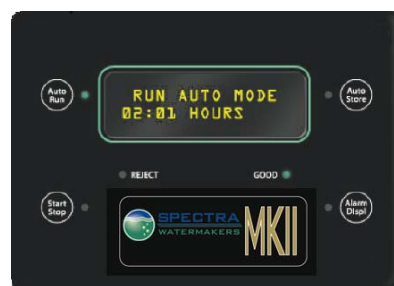 Auto
Run
RUN AUTO MODE
02:01 HOURS
Auto
Store
REJECT
GOOD
Start
Stop
SPECTRA
WATERMAKERS
MKII
Alarm
Displ